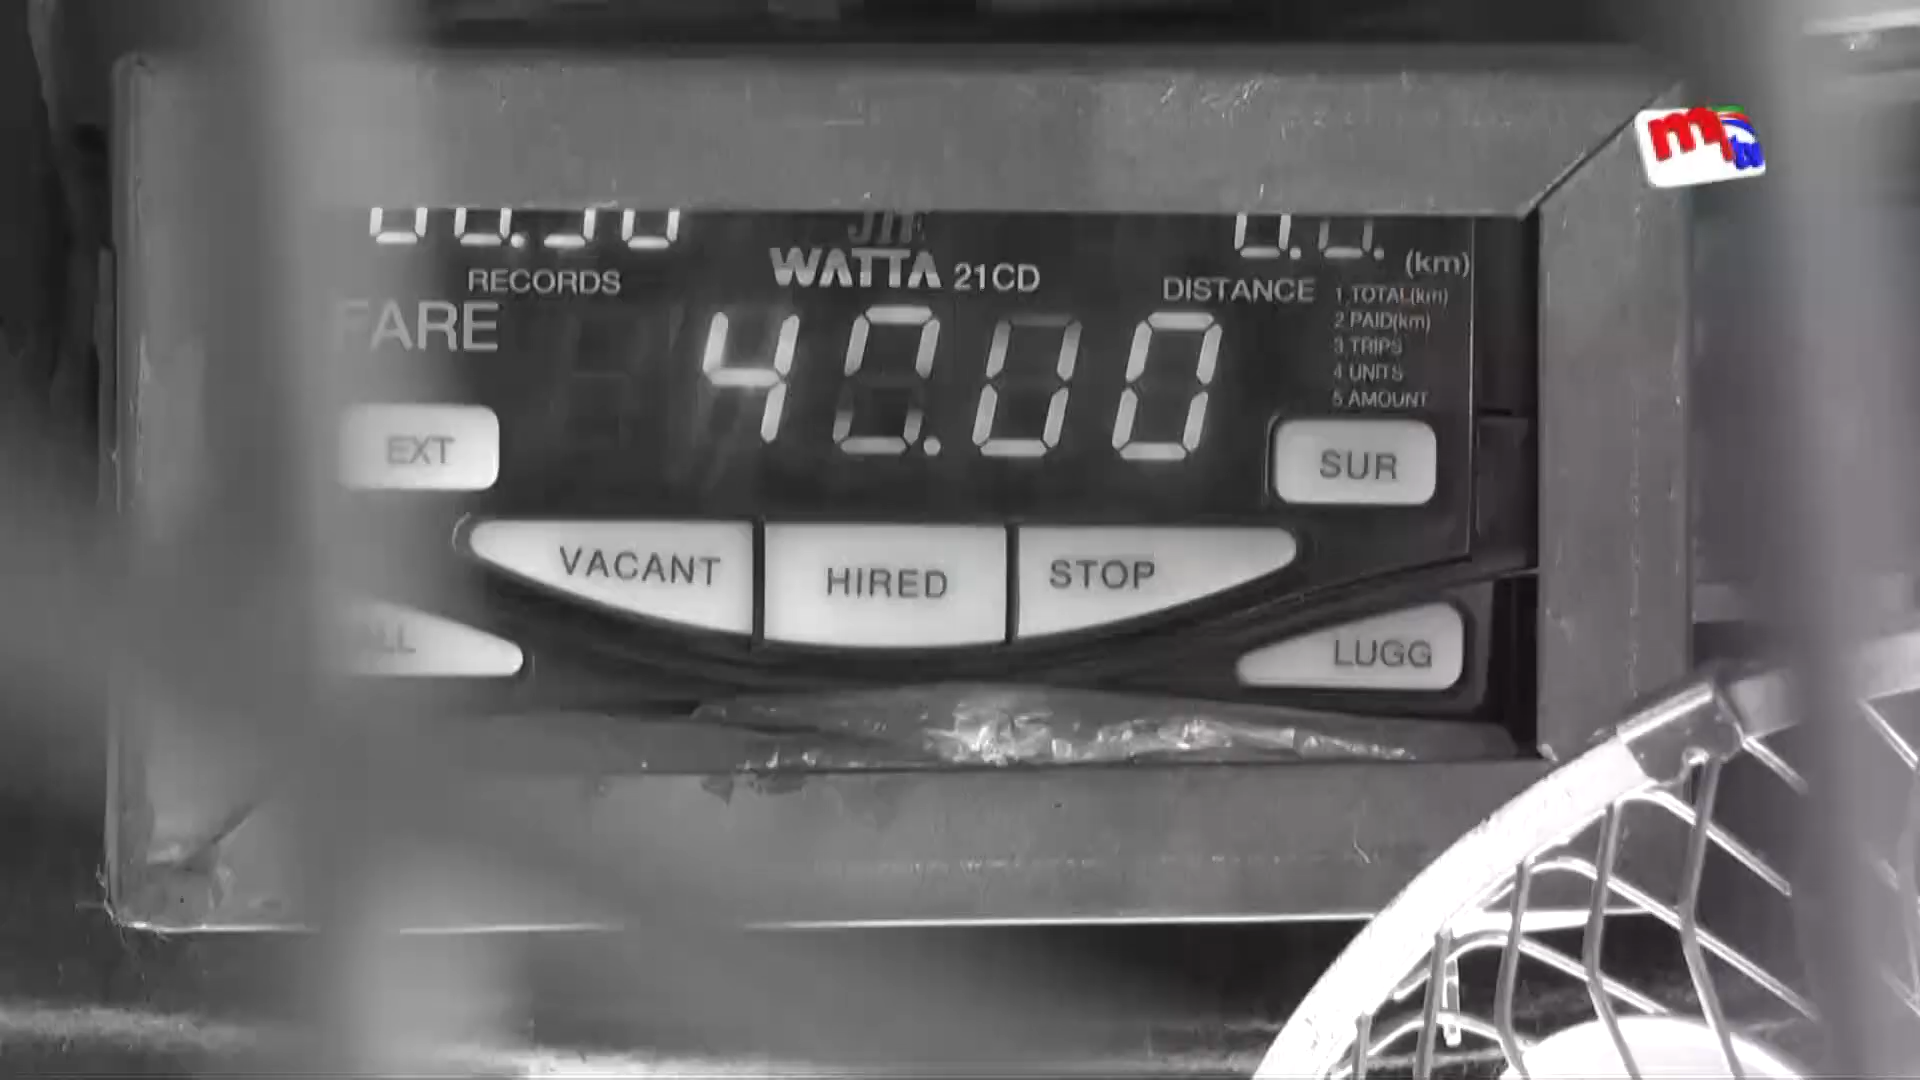 mtv
WATTA 21CD
RECORDS
(km)
DISTANCE
1 TOTAL(km)
2 PAID(km)
3 TRIPS
4 UNITS
5 AMOUNT
FARE
40.00
EXT
SUR
VACANT
HIRED
STOP
LUGG